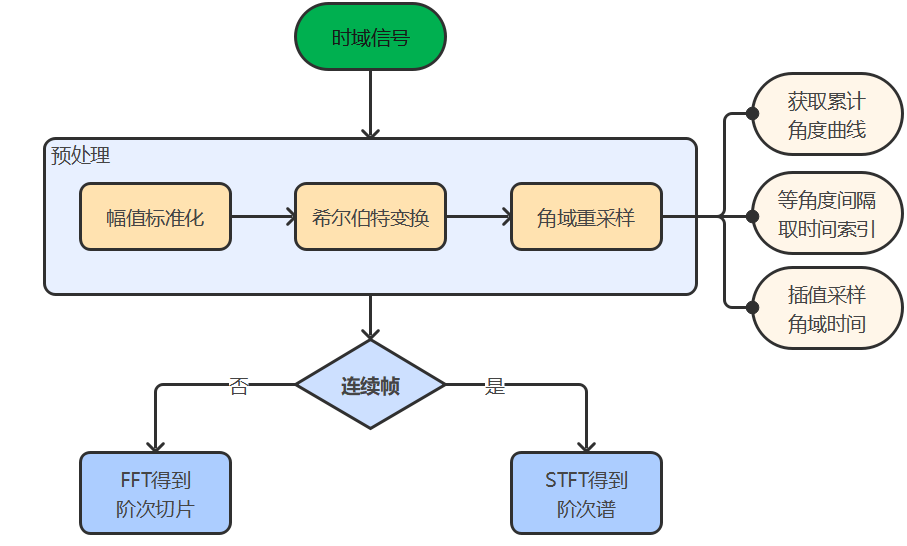 时域信号
预处理
幅值标准化
希尔伯特变换
角域重采样
获取累计
角度曲线
等角度间隔
取时间索引
插值采样
角域时间
连续帧
否
是
FFT得到
阶次切片
STFT得到
阶次谱